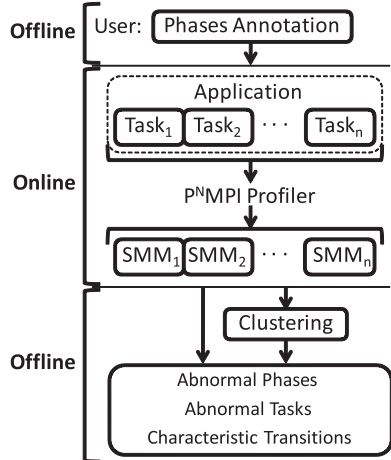 Offline User: Phases Annotation
Application
Task₁ Task₂ · · · Taskₙ
Online
PᴺMPI Profiler
SMM₁ SMM₂ · · · SMMₙ
Clustering
Offline
Abnormal Phases
Abnormal Tasks
Characteristic Transitions